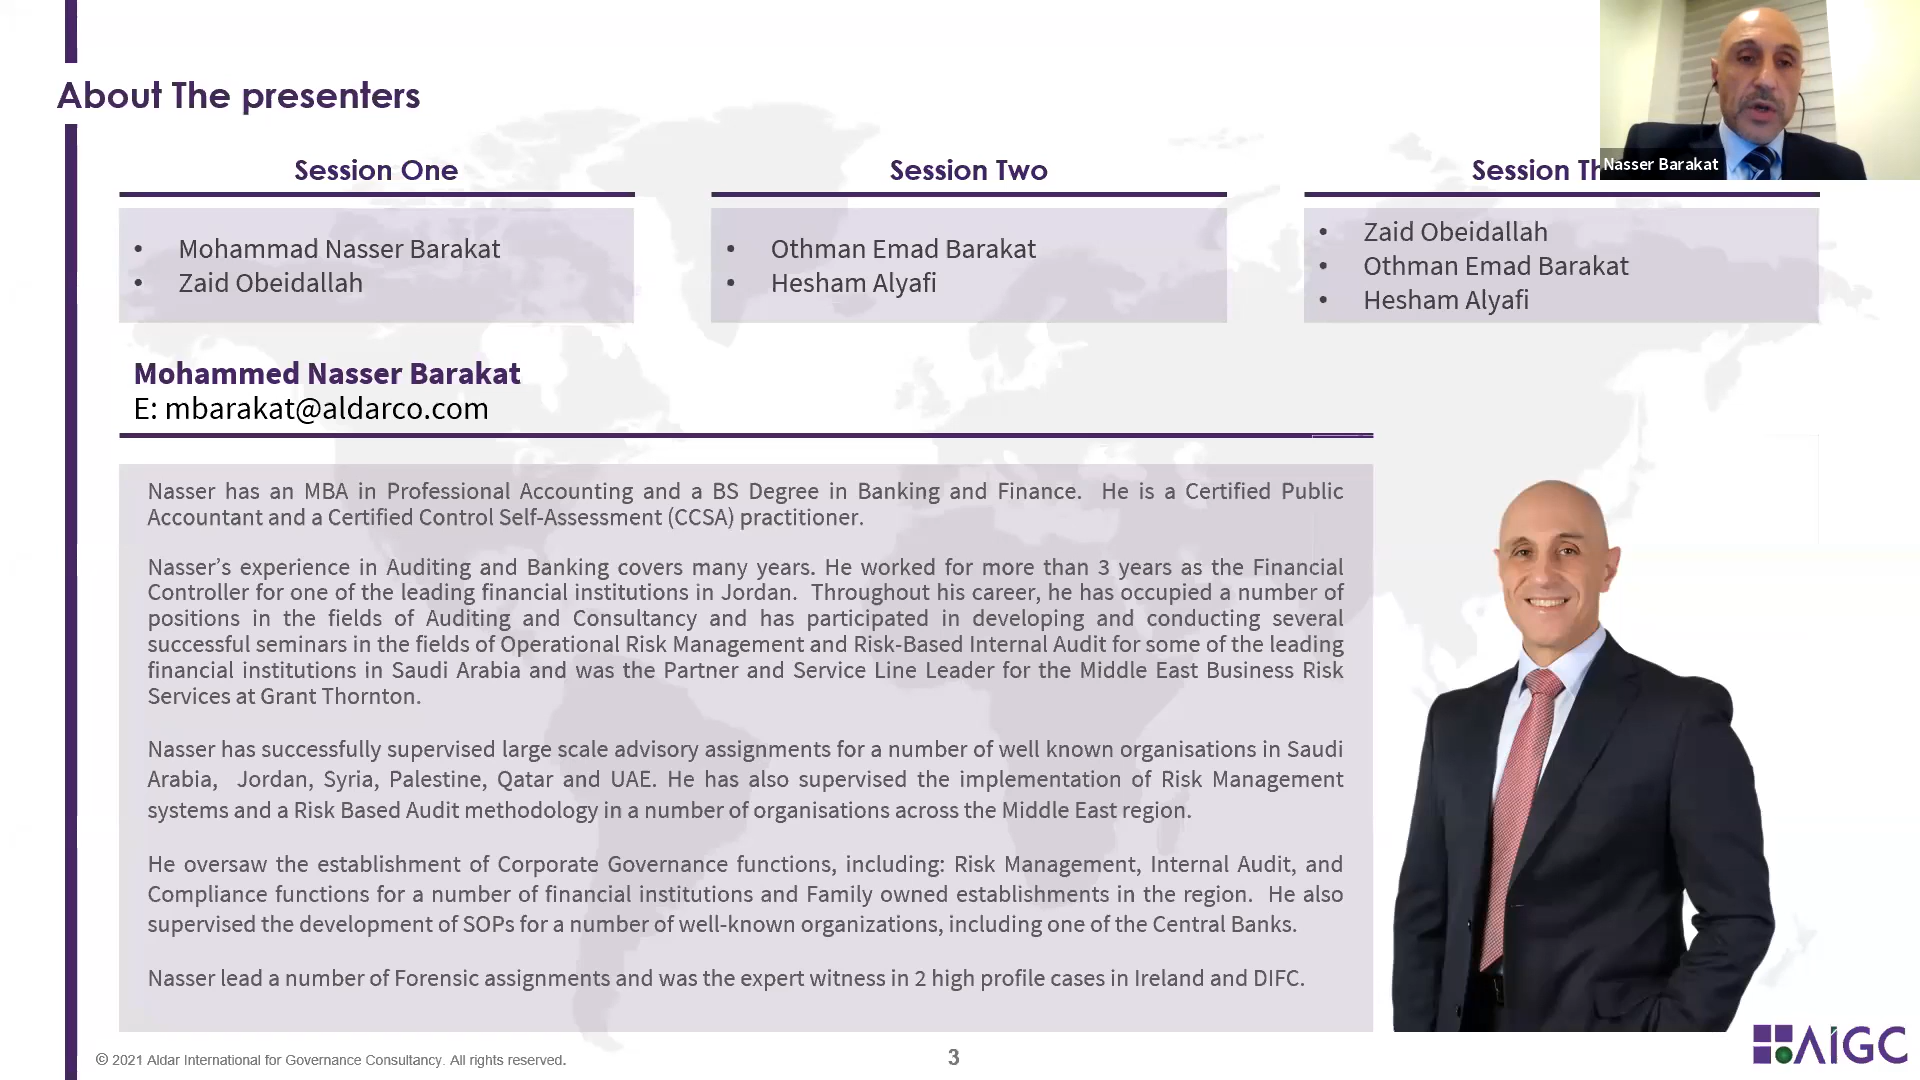 About The presenters
Nasser Barakat
Session One
Session Two
Session Th
• Mohammad Nasser Barakat
• Zaid Obeidallah
• Othman Emad Barakat
• Hesham Alyafi
• Zaid Obeidallah
• Othman Emad Barakat
• Hesham Alyafi
Mohammed Nasser Barakat
E: mbarakat@aldarco.com
Nasser has an MBA in Professional Accounting and a BS Degree in Banking and Finance. He is a Certified Public
Accountant and a Certified Control Self-Assessment (CCSA) practitioner.
Nasser’s experience in Auditing and Banking covers many years. He worked for more than 3 years as the Financial
Controller for one of the leading financial institutions in Jordan. Throughout his career, he has occupied a number of
positions in the fields of Auditing and Consultancy and has participated in developing and conducting several
successful seminars in the fields of Operational Risk Management and Risk-Based Internal Audit for some of the leading
financial institutions in Saudi Arabia and was the Partner and Service Line Leader for the Middle East Business Risk
Services at Grant Thornton.
Nasser has successfully supervised large scale advisory assignments for a number of well known organisations in Saudi
Arabia, Jordan, Syria, Palestine, Qatar and UAE. He has also supervised the implementation of Risk Management
systems and a Risk Based Audit methodology in a number of organisations across the Middle East region.
He oversaw the establishment of Corporate Governance functions, including: Risk Management, Internal Audit, and
Compliance functions for a number of financial institutions and Family owned establishments in the region. He also
supervised the development of SOPs for a number of well-known organizations, including one of the Central Banks.
Nasser lead a number of Forensic assignments and was the expert witness in 2 high profile cases in Ireland and DIFC.
© 2021 Aldar International for Governance Consultancy. All rights reserved.
3
AIGC